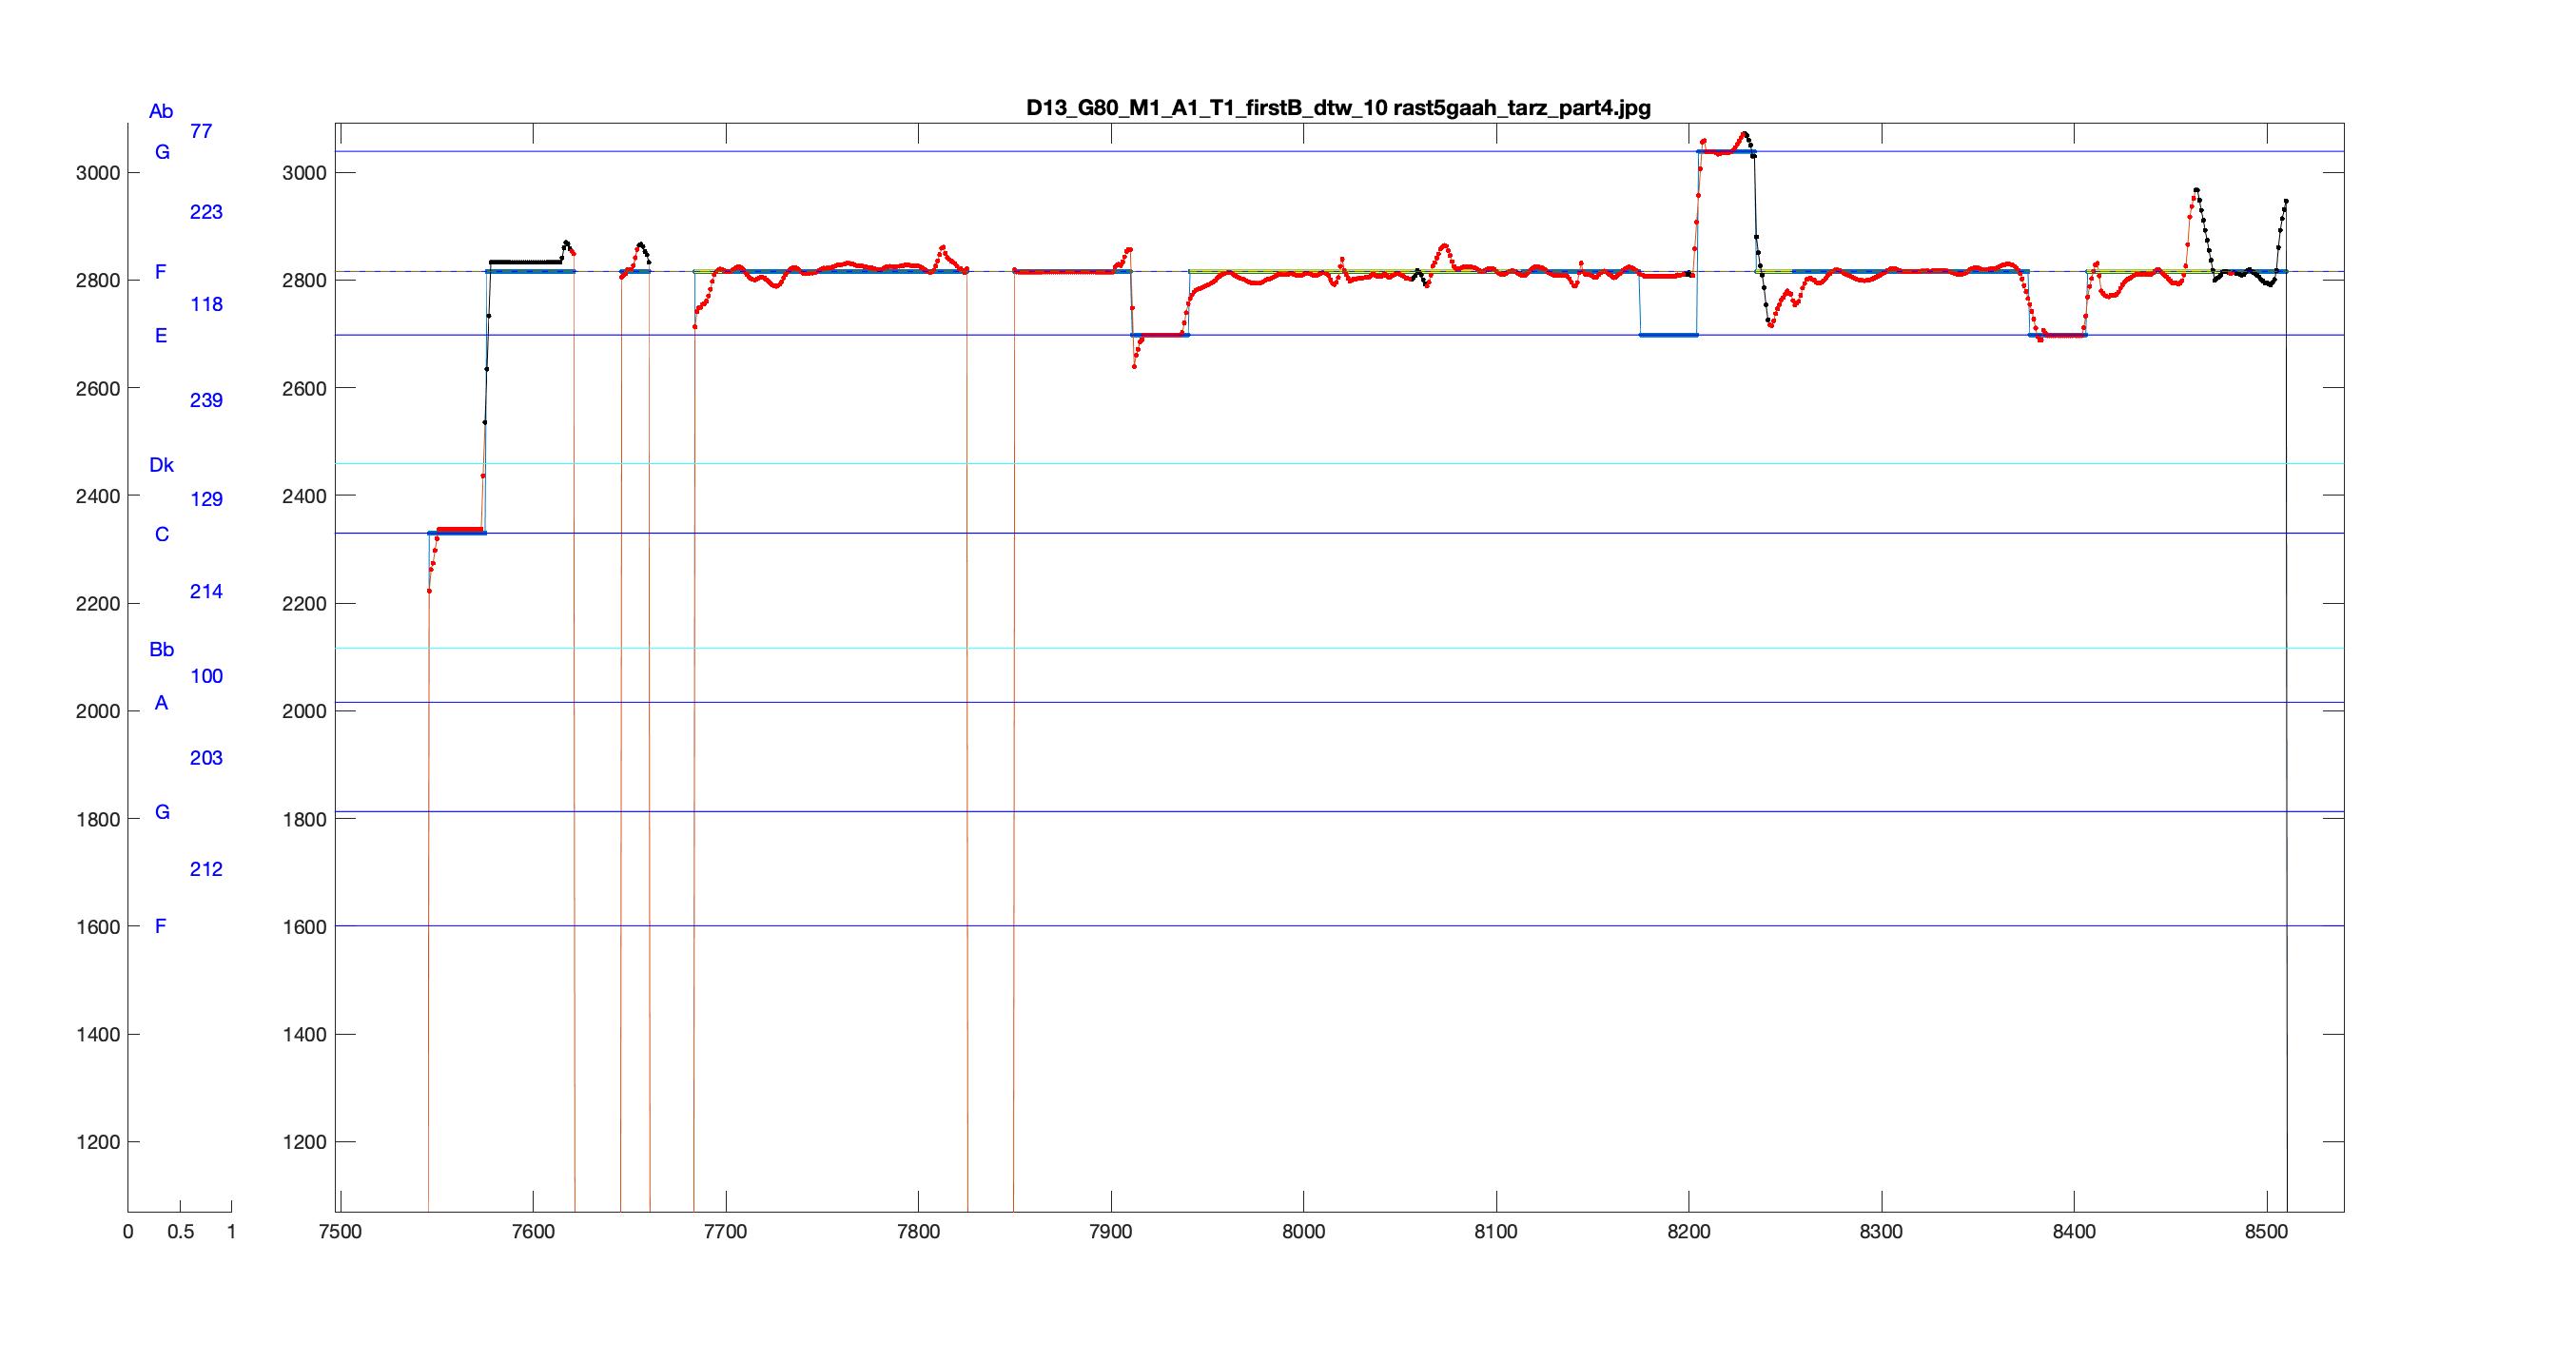 D13_G80_M1_A1_T1_firstB_dtw_10 rast5gaah_tarz_part4.jpg
Ab
77
G
3000 3000
223
F
2800 2800
118
E
2600 2600
239
Dk
2400 2400
129
C
214
2200 2200
Bb
100
A
2000 2000
203
G
1800 1800
212
F
1600 1600
1400 1400
1200 1200
0 0.5 1 7500 7600 7700 7800 7900 8000 8100 8200 8300 8400 8500